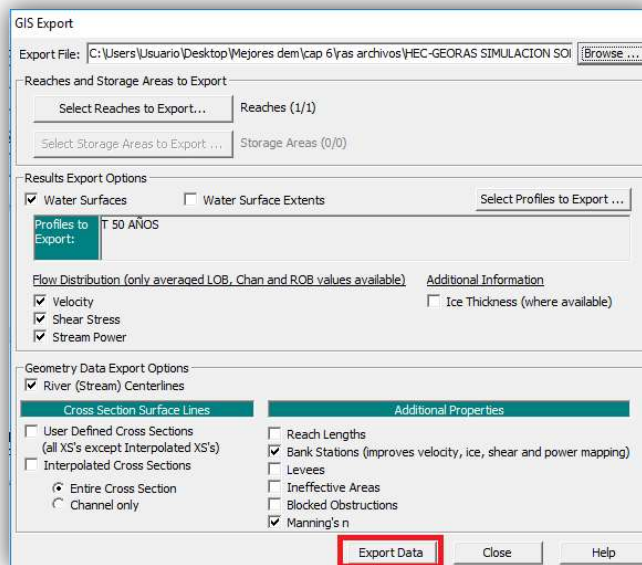 GIS Export
Export File: C:\Users\Usuario\Desktop\Mejores dem\cap 6\ras archivos\HEC-GEORAS SIMULACION SOI Browse ...
Reaches and Storage Areas to Export
Select Reaches to Export... Reaches (1/1)
Select Storage Areas to Export ... Storage Areas (0/0)
Results Export Options
Water Surfaces Water Surface Extents Select Profiles to Export ...
Profiles to Export: T 50 AÑOS
Flow Distribution (only averaged LOB, Chan and ROB values available) Additional Information
Velocity Ice Thickness (where available)
Shear Stress
Stream Power
Geometry Data Export Options
River (Stream) Centerlines
Cross Section Surface Lines Additional Properties
User Defined Cross Sections Reach Lengths
(all XS's except Interpolated XS's) Bank Stations (improves velocity, ice, shear and power mapping)
Interpolated Cross Sections Levees
Entire Cross Section Ineffective Areas
Channel only Blocked Obstructions
Manning's n
Export Data Close Help